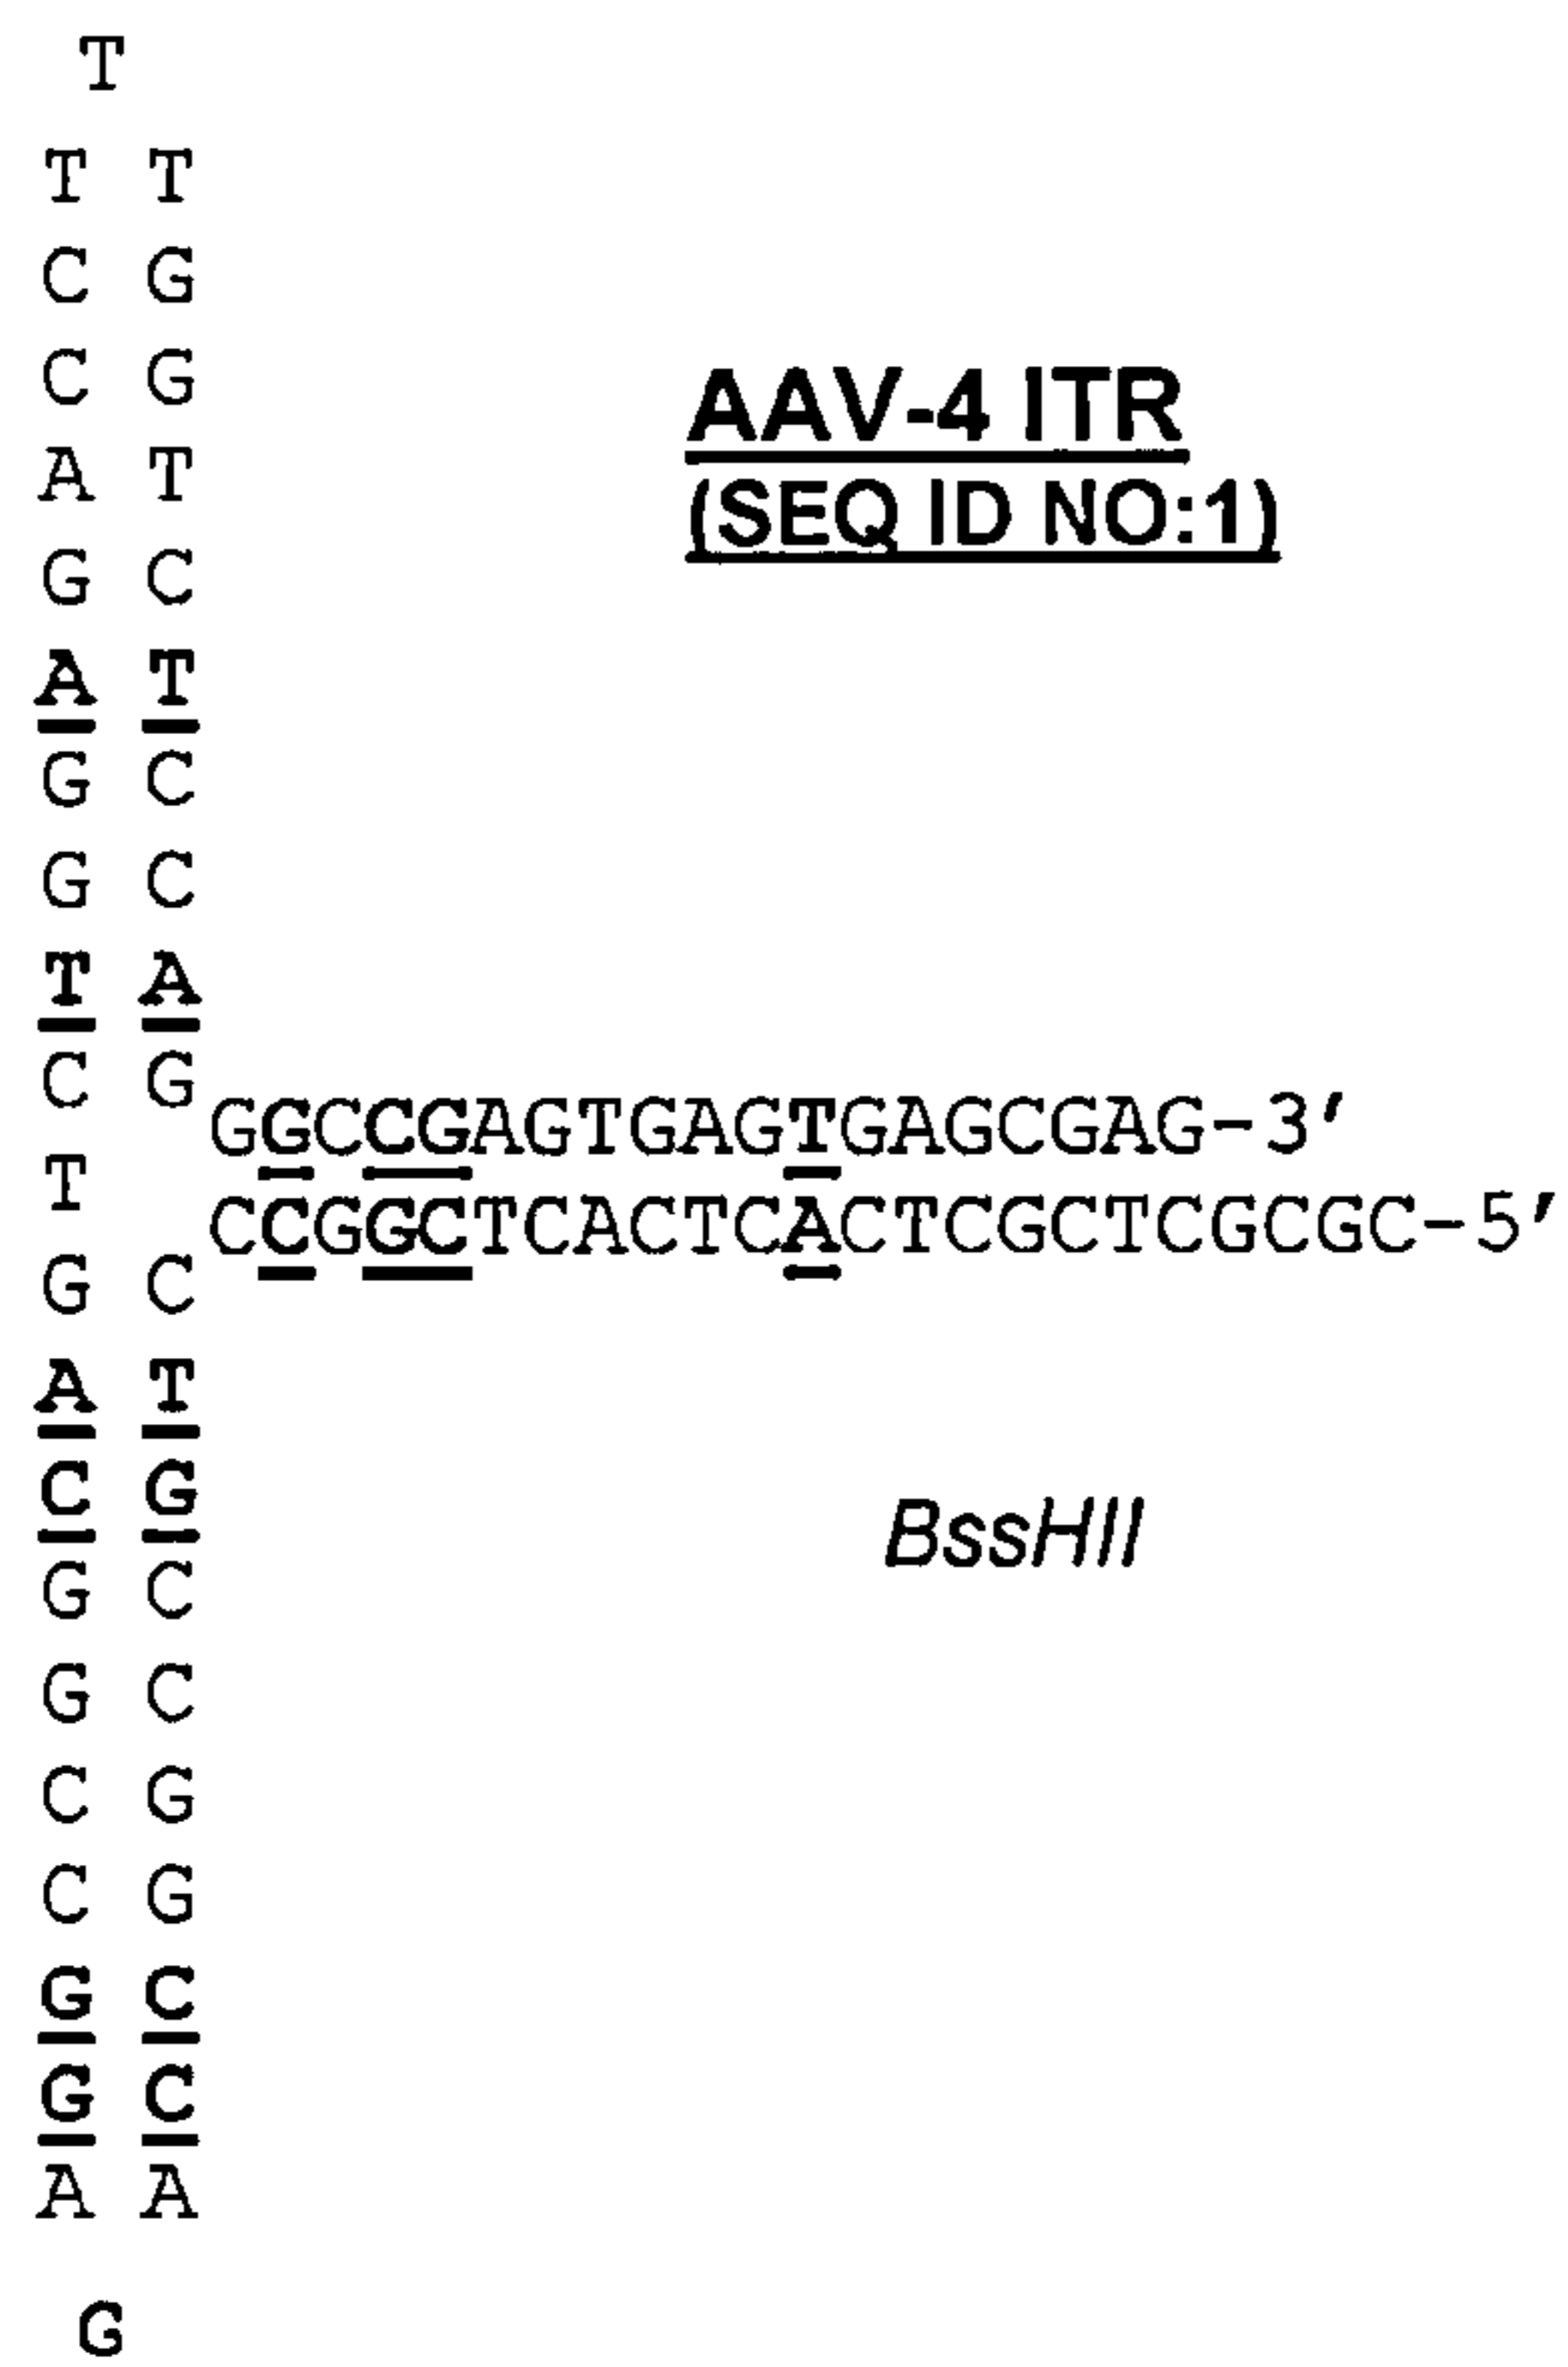 T
T T
C G
C G
A T
G C
A T
G C
G C
T A
C G
GGCCGAGTGAGTGAGCGAG-3′
T
CCGGCTCACTCACTCGCTCGCGC-5′
G C
A T
C G
G C
G C
C G
C G
G C
G C
A A
G
AAV-4 ITR
(SEQ ID NO:1)
BssHII